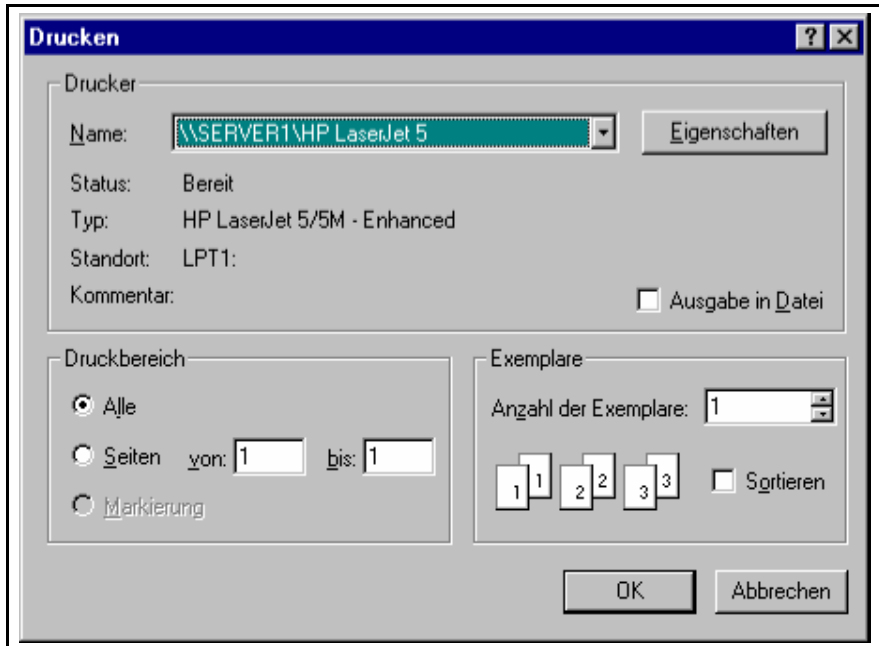 Drucken
Drucker
Name: \\SERVER1\HP LaserJet 5 Eigenschaften
Status: Bereit
Typ: HP LaserJet 5/5M - Enhanced
Standort: LPT1:
Kommentar: Ausgabe in Datei
Druckbereich
Alle
Seiten von: 1 bis: 1
Markierung
Exemplare
Anzahl der Exemplare: 1
1 1 2 2 3 3 Sortieren
OK Abbrechen